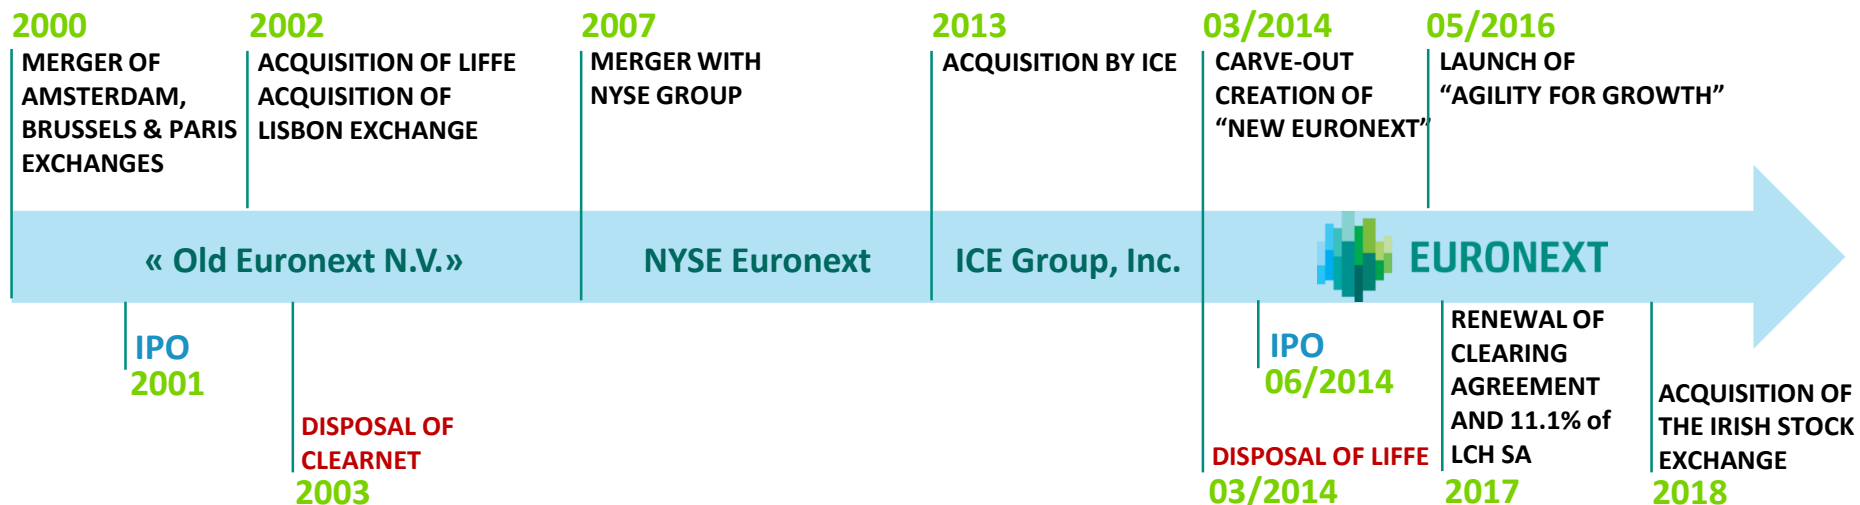 2000
MERGER OF
AMSTERDAM,
BRUSSELS & PARIS
EXCHANGES
2002
ACQUISITION OF LIFFE
ACQUISITION OF
LISBON EXCHANGE
2007
MERGER WITH
NYSE GROUP
2013
ACQUISITION BY ICE
03/2014
CARVE-OUT
CREATION OF
“NEW EURONEXT”
05/2016
LAUNCH OF
“AGILITY FOR GROWTH”
« Old Euronext N.V.»
NYSE Euronext
ICE Group, Inc.
EURONEXT
IPO
2001
DISPOSAL OF
CLEARNET
2003
DISPOSAL OF LIFFE
03/2014
IPO
06/2014
RENEWAL OF
CLEARING
AGREEMENT
AND 11.1% of
LCH SA
2017
ACQUISITION OF
THE IRISH STOCK
EXCHANGE
2018